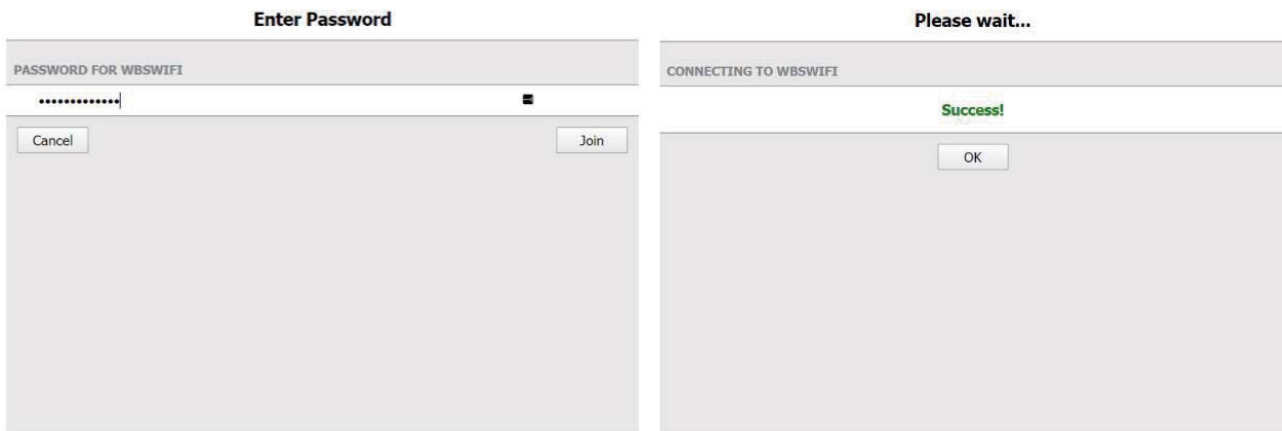 Enter Password
PASSWORD FOR WBSWIFI
•••••••••••••
Cancel
Join
Please wait...
CONNECTING TO WBSWIFI
Success!
OK